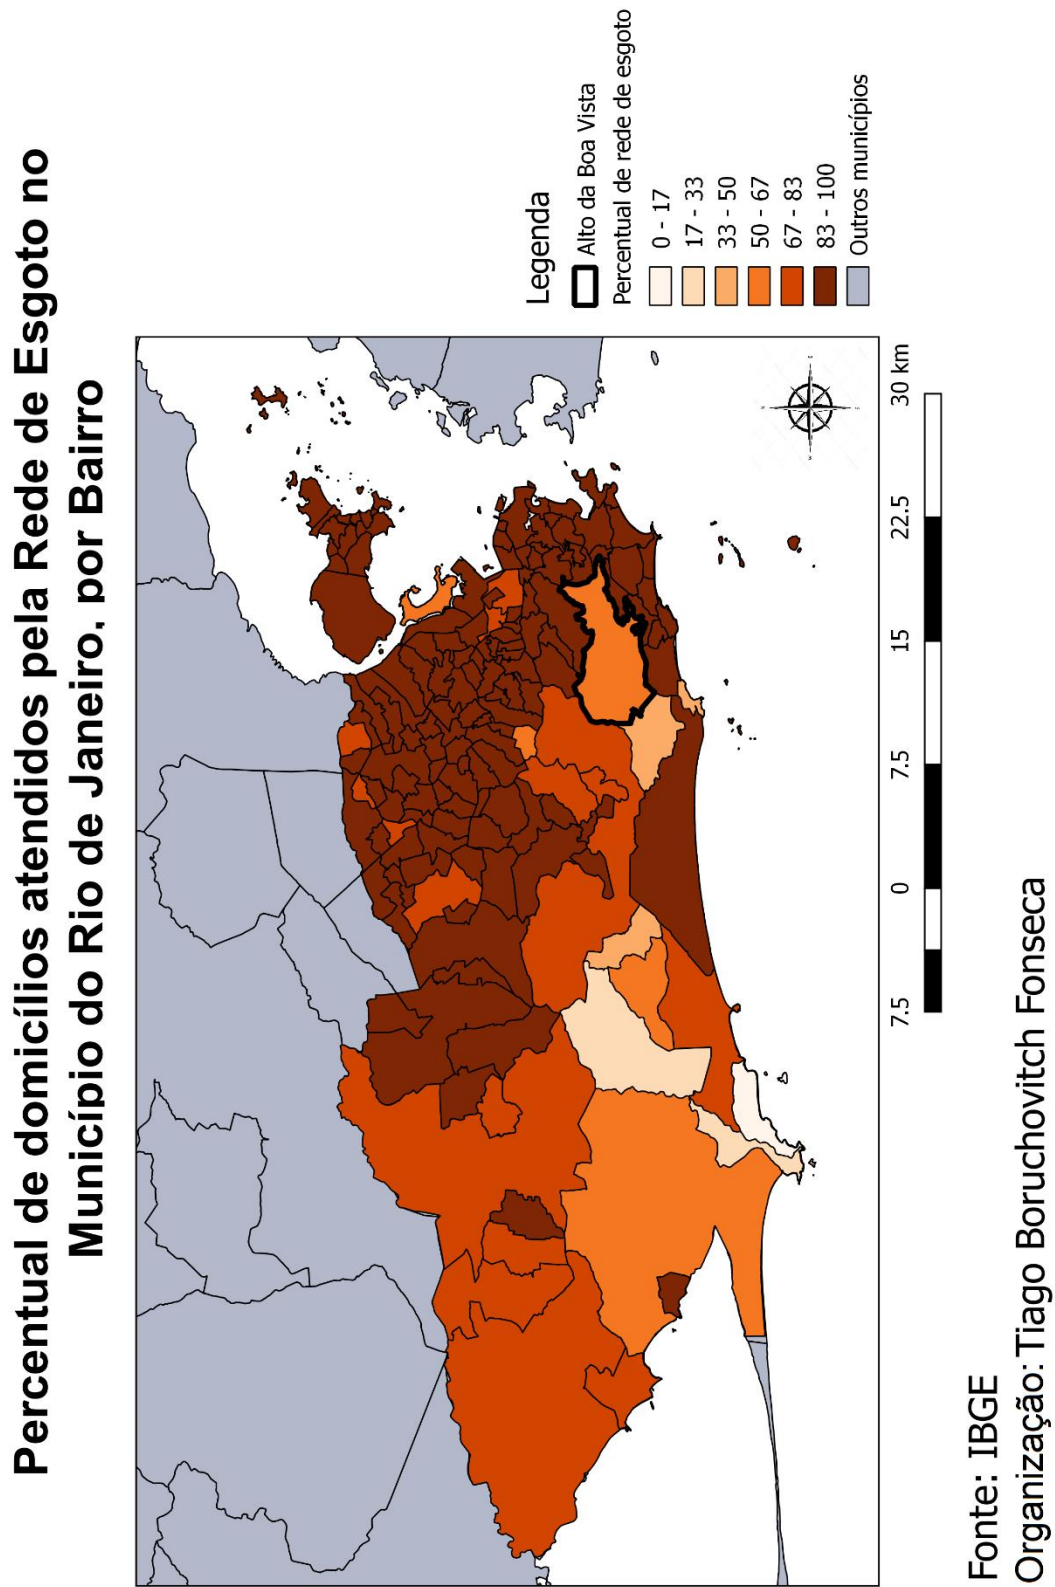 Percentual de domicílios atendidos pela Rede de Esgoto no
Município do Rio de Janeiro, por Bairro
Legenda
Alto da Boa Vista
Percentual de rede de esgoto
0 - 17
17 - 33
33 - 50
50 - 67
67 - 83
83 - 100
Outros municípios
7.5 0 7.5 15 22.5 30 km
Fonte: IBGE
Organização: Tiago Boruchovitch Fonseca